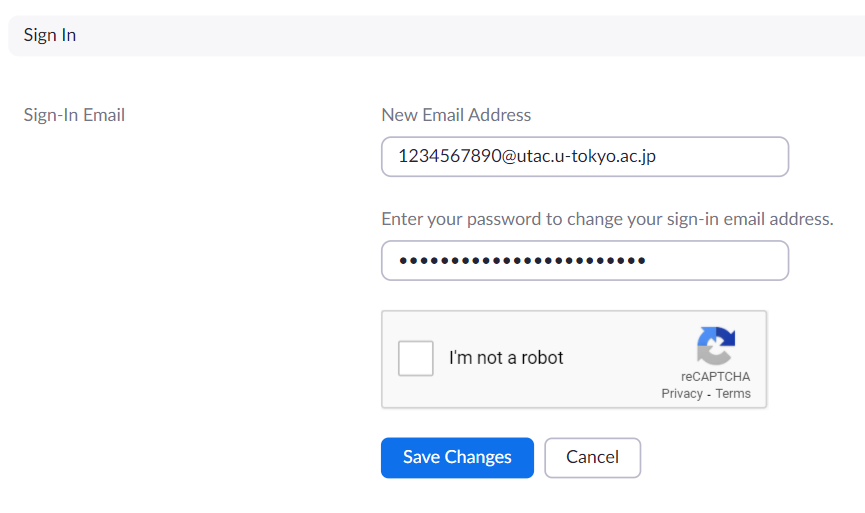 Sign In
Sign-In Email
New Email Address
1234567890@utac.u-tokyo.ac.jp
Enter your password to change your sign-in email address.
•••••••••••••••••••••••••
I'm not a robot
reCAPTCHA
Privacy - Terms
Save Changes
Cancel